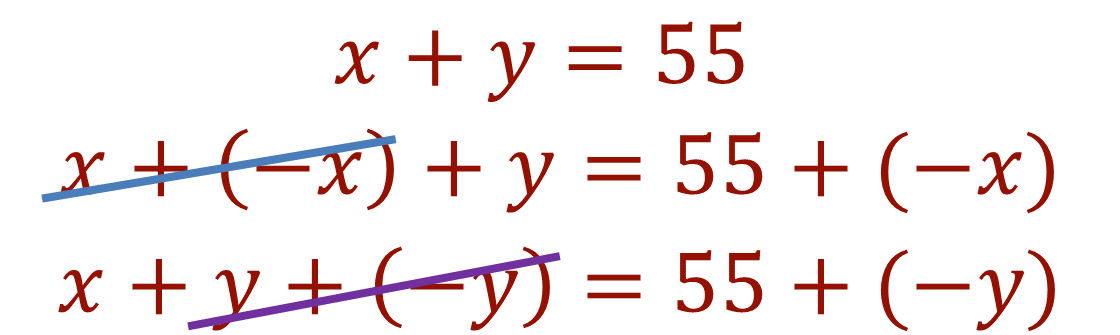 x + y = 55
x + (−x) + y = 55 + (−x)
x + y + (−y) = 55 + (−y)